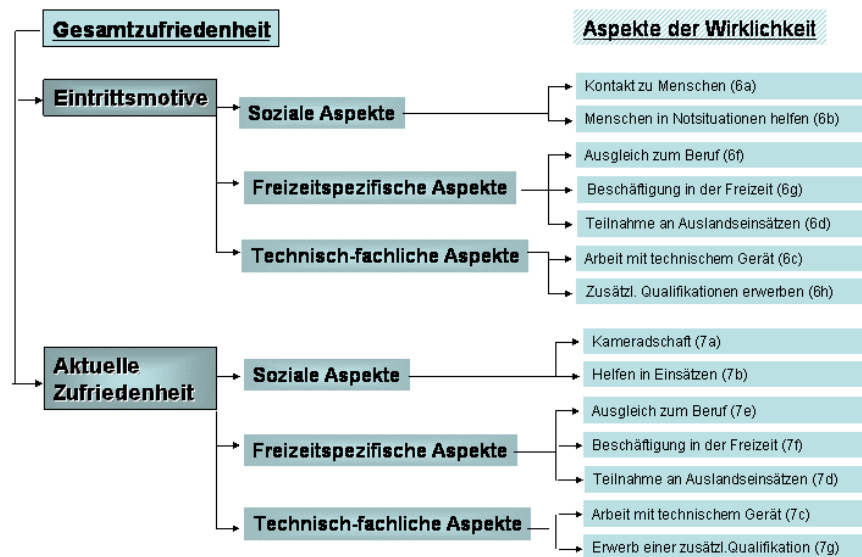 Gesamtzufriedenheit
Aspekte der Wirklichkeit
Eintrittsmotive
Soziale Aspekte
Kontakt zu Menschen (6a)
Menschen in Notsituationen helfen (6b)
Freizeitspezifische Aspekte
Ausgleich zum Beruf (6f)
Beschäftigung in der Freizeit (6g)
Teilnahme an Auslandseinsätzen (6d)
Technisch-fachliche Aspekte
Arbeit mit technischem Gerät (6c)
Zusätzl. Qualifikationen erwerben (6h)
Aktuelle
Zufriedenheit
Soziale Aspekte
Kameradschaft (7a)
Helfen in Einsätzen (7b)
Freizeitspezifische Aspekte
Ausgleich zum Beruf (7e)
Beschäftigung in der Freizeit (7f)
Teilnahme an Auslandseinsätzen (7d)
Technisch-fachliche Aspekte
Arbeit mit technischem Gerät (7c)
Erwerb einer zusätzl.Qualifikation (7g)